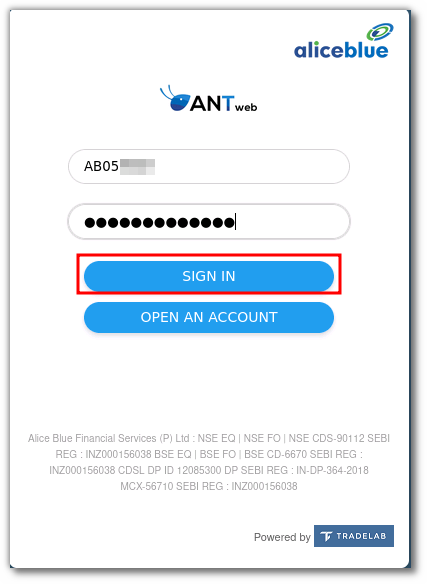 aliceblue
ANT web
AB05
SIGN IN
OPEN AN ACCOUNT
Alice Blue Financial Services (P) Ltd : NSE EQ | NSE FO | NSE CDS-90112 SEBI
REG : INZ000156038 BSE EQ | BSE FO | BSE CD-6670 SEBI REG :
INZ000156038 CDSL DP ID 12085300 DP SEBI REG : IN-DP-364-2018
MCX-56710 SEBI REG : INZ000156038
Powered by TRADELAB